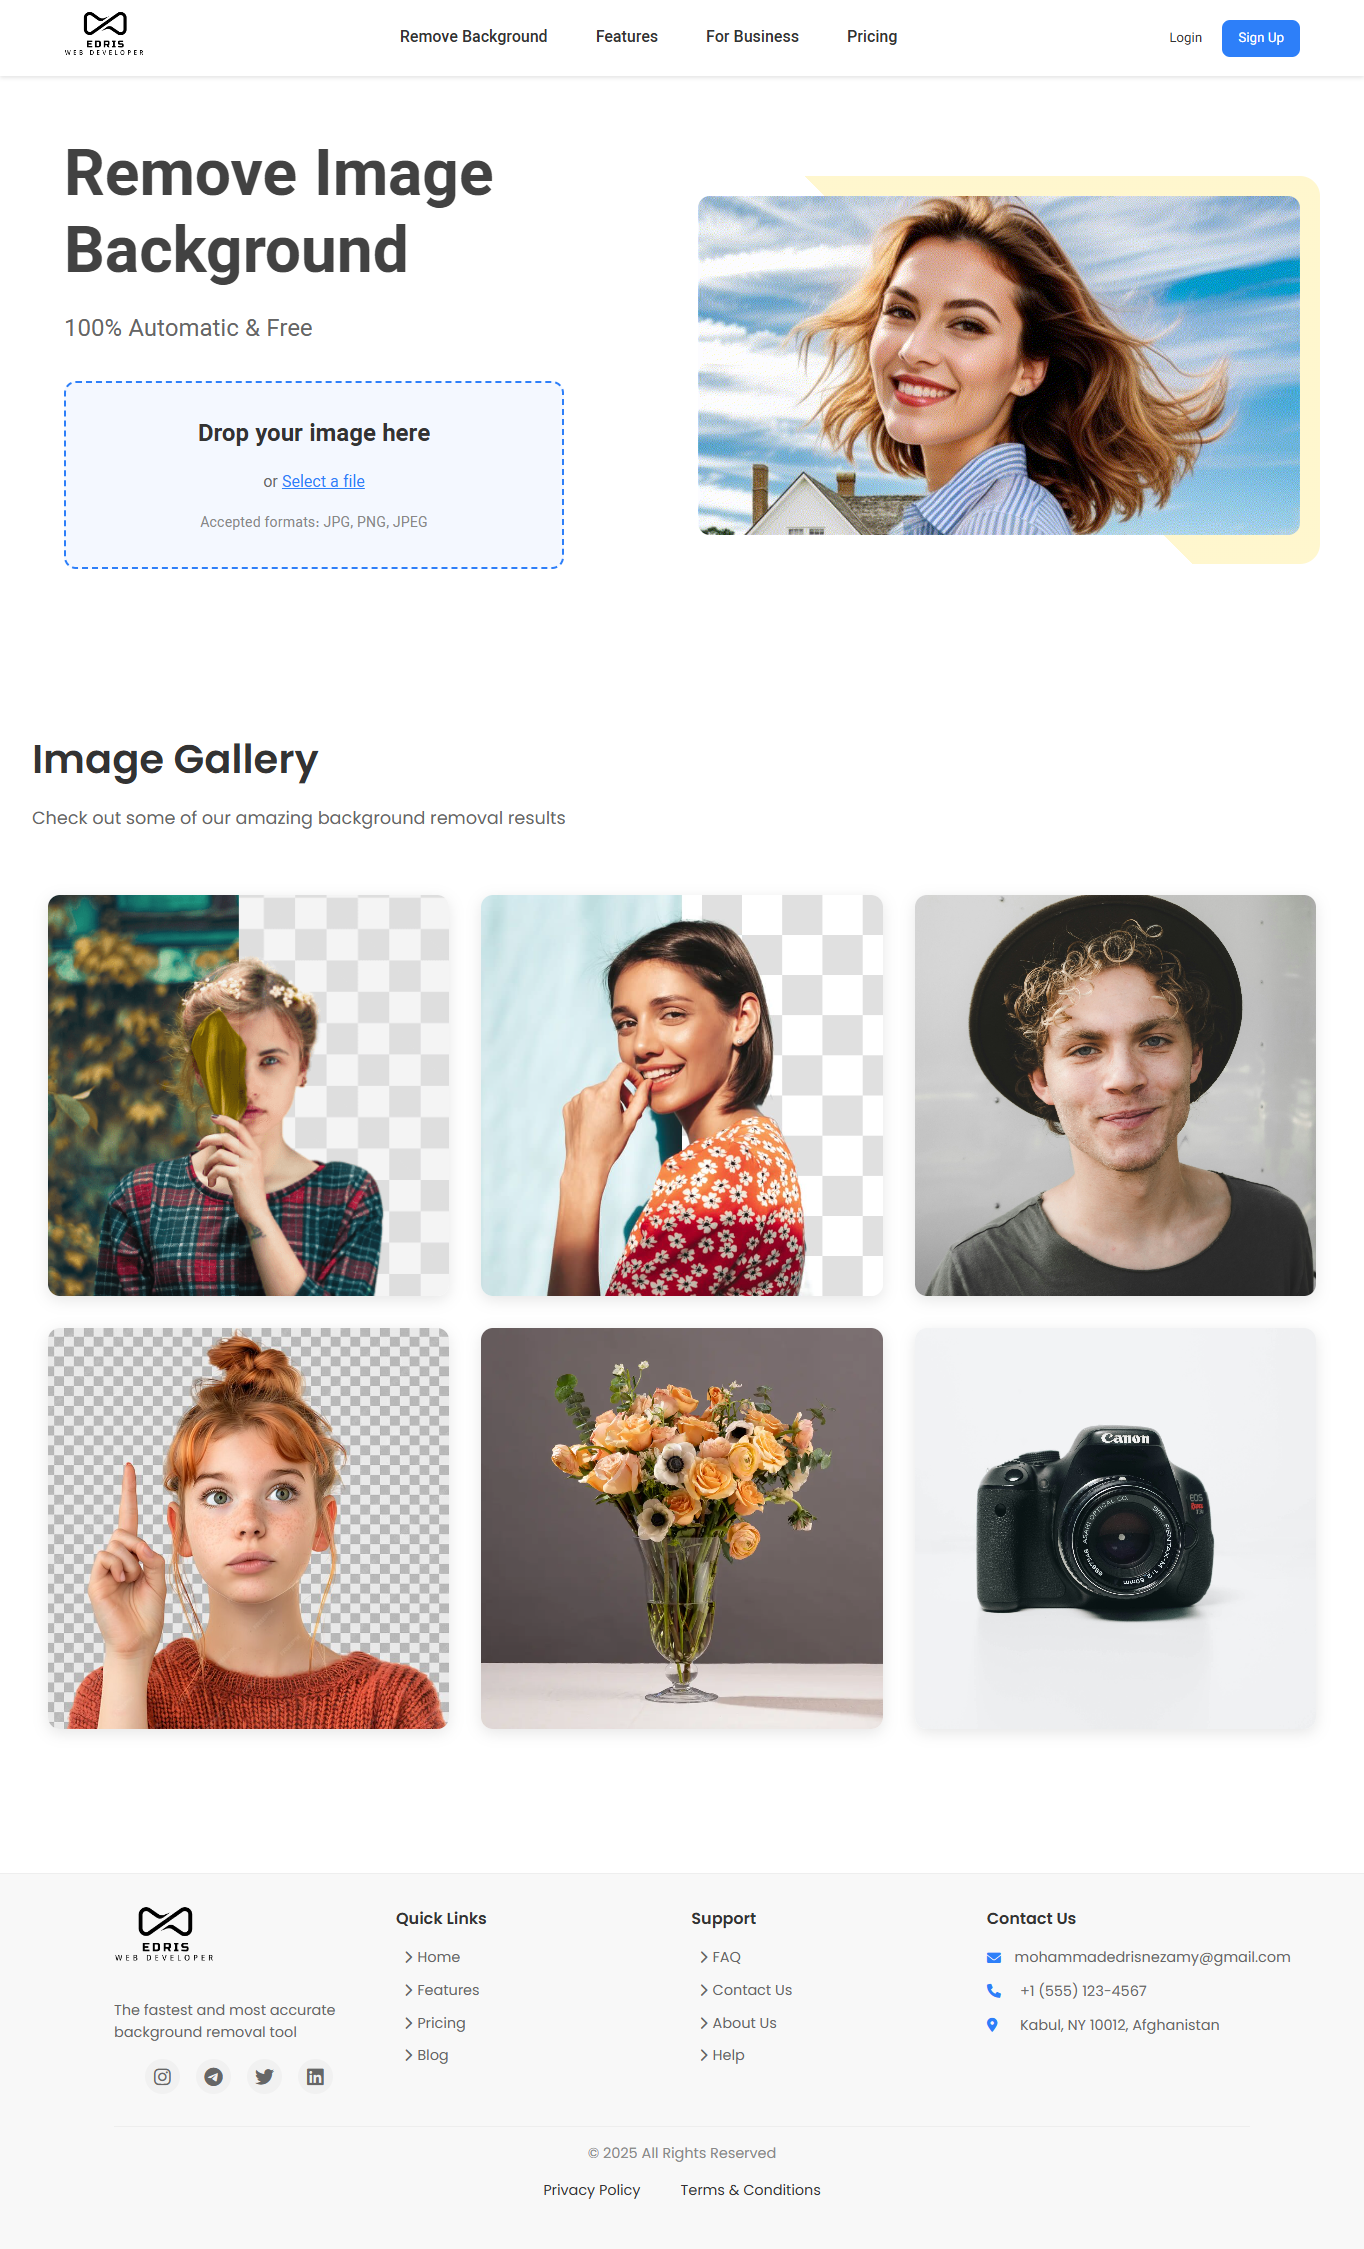 EDRIS
WEB DEVELOPER
Remove Background
Features
For Business
Pricing
Login
Sign Up
Remove Image
Background
100% Automatic & Free
Drop your image here
or Select a file
Accepted formats: JPG, PNG, JPEG
Image Gallery
Check out some of our amazing background removal results
Canon
EOS
EDRIS
WEB DEVELOPER
The fastest and most accurate
background removal tool
Quick Links
Home
Features
Pricing
Blog
Support
FAQ
Contact Us
About Us
Help
Contact Us
mohammadedrisnezamy@gmail.com
+1 (555) 123-4567
Kabul, NY 10012, Afghanistan
© 2025 All Rights Reserved
Privacy Policy
Terms & Conditions